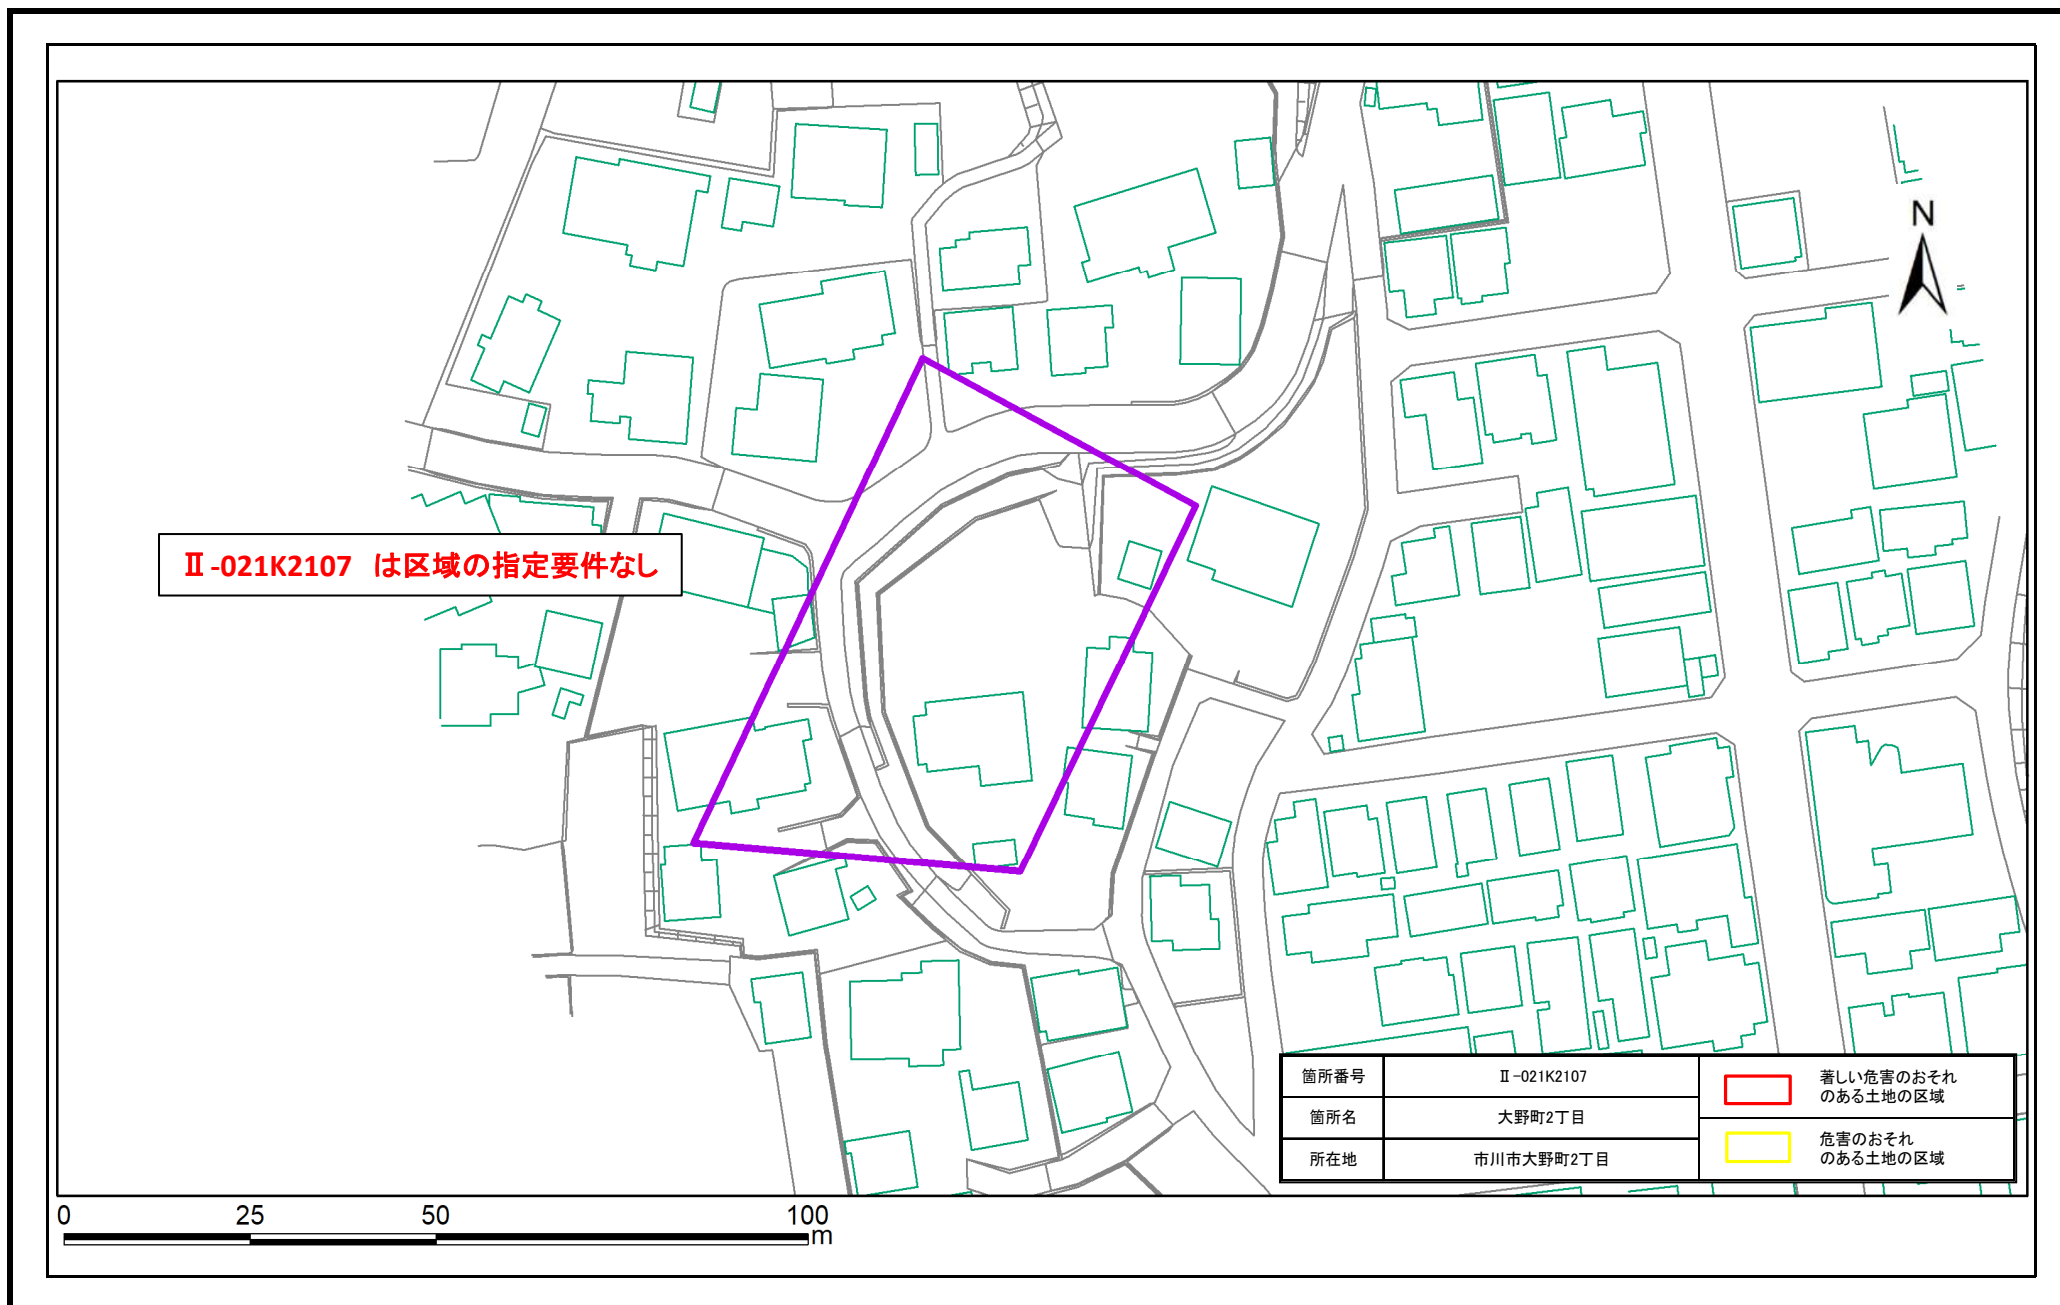 N
Ⅱ-021K2107　は区域の指定要件なし
箇所番号
Ⅱ-021K2107
箇所名
大野町2丁目
所在地
市川市大野町2丁目
著しい危害のおそれ
のある土地の区域
危害のおそれ
のある土地の区域
0 25 50 100
m